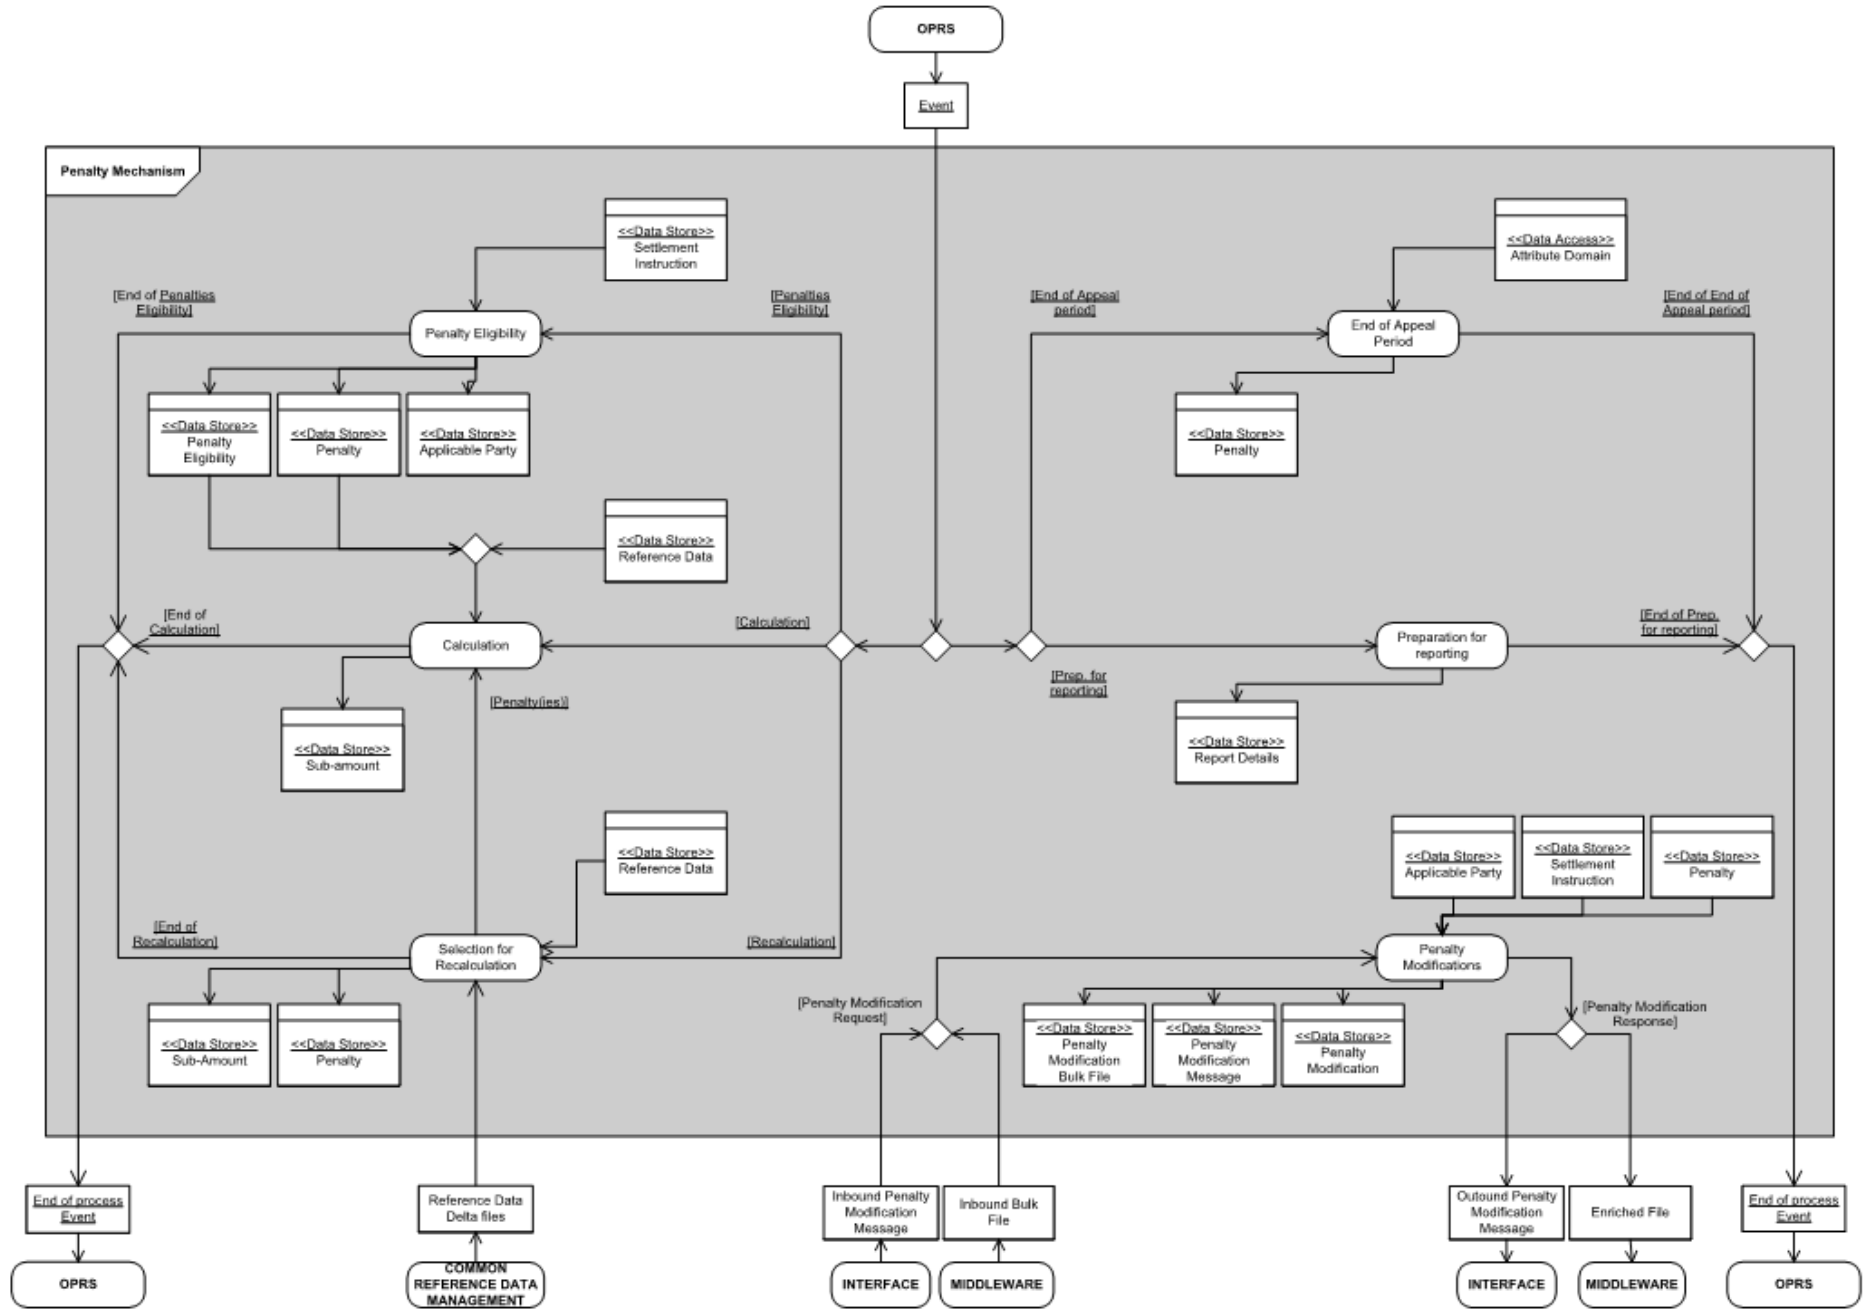 OPRS
Event
Penalty Mechanism
<<Data Store>>
Settlement
Instruction
<<Data Access>>
Attribute Domain
[End of Penalties
Eligibility]
[Penalties
Eligibility]
[End of Appeal
period]
[End of End of
Appeal period]
Penalty Eligibility
End of Appeal
Period
<<Data Store>>
Penalty
Eligibility
<<Data Store>>
Penalty
<<Data Store>>
Applicable Party
<<Data Store>>
Penalty
<<Data Store>>
Reference Data
[End of
Calculation]
Calculation
[Calculation]
Preparation for
reporting
[End of Prep.
for reporting]
[Penalty(ies)]
[Prep. for
reporting]
<<Data Store>>
Sub-amount
<<Data Store>>
Report Details
<<Data Store>>
Reference Data
<<Data Store>>
Applicable Party
<<Data Store>>
Settlement
Instruction
<<Data Store>>
Penalty
[End of
Recalculation]
Selection for
Recalculation
[Recalculation]
Penalty
Modifications
[Penalty Modification
Request]
[Penalty Modification
Response]
<<Data Store>>
Sub-Amount
<<Data Store>>
Penalty
<<Data Store>>
Penalty
Modification
Bulk File
<<Data Store>>
Penalty
Modification
Message
<<Data Store>>
Penalty
Modification
End of process
Event
Reference Data
Delta files
Inbound Penalty
Modification
Message
Inbound Bulk
File
Outound Penalty
Modification
Message
Enriched File
End of process
Event
OPRS
COMMON
REFERENCE DATA
MANAGEMENT
INTERFACE
MIDDLEWARE
INTERFACE
MIDDLEWARE
OPRS